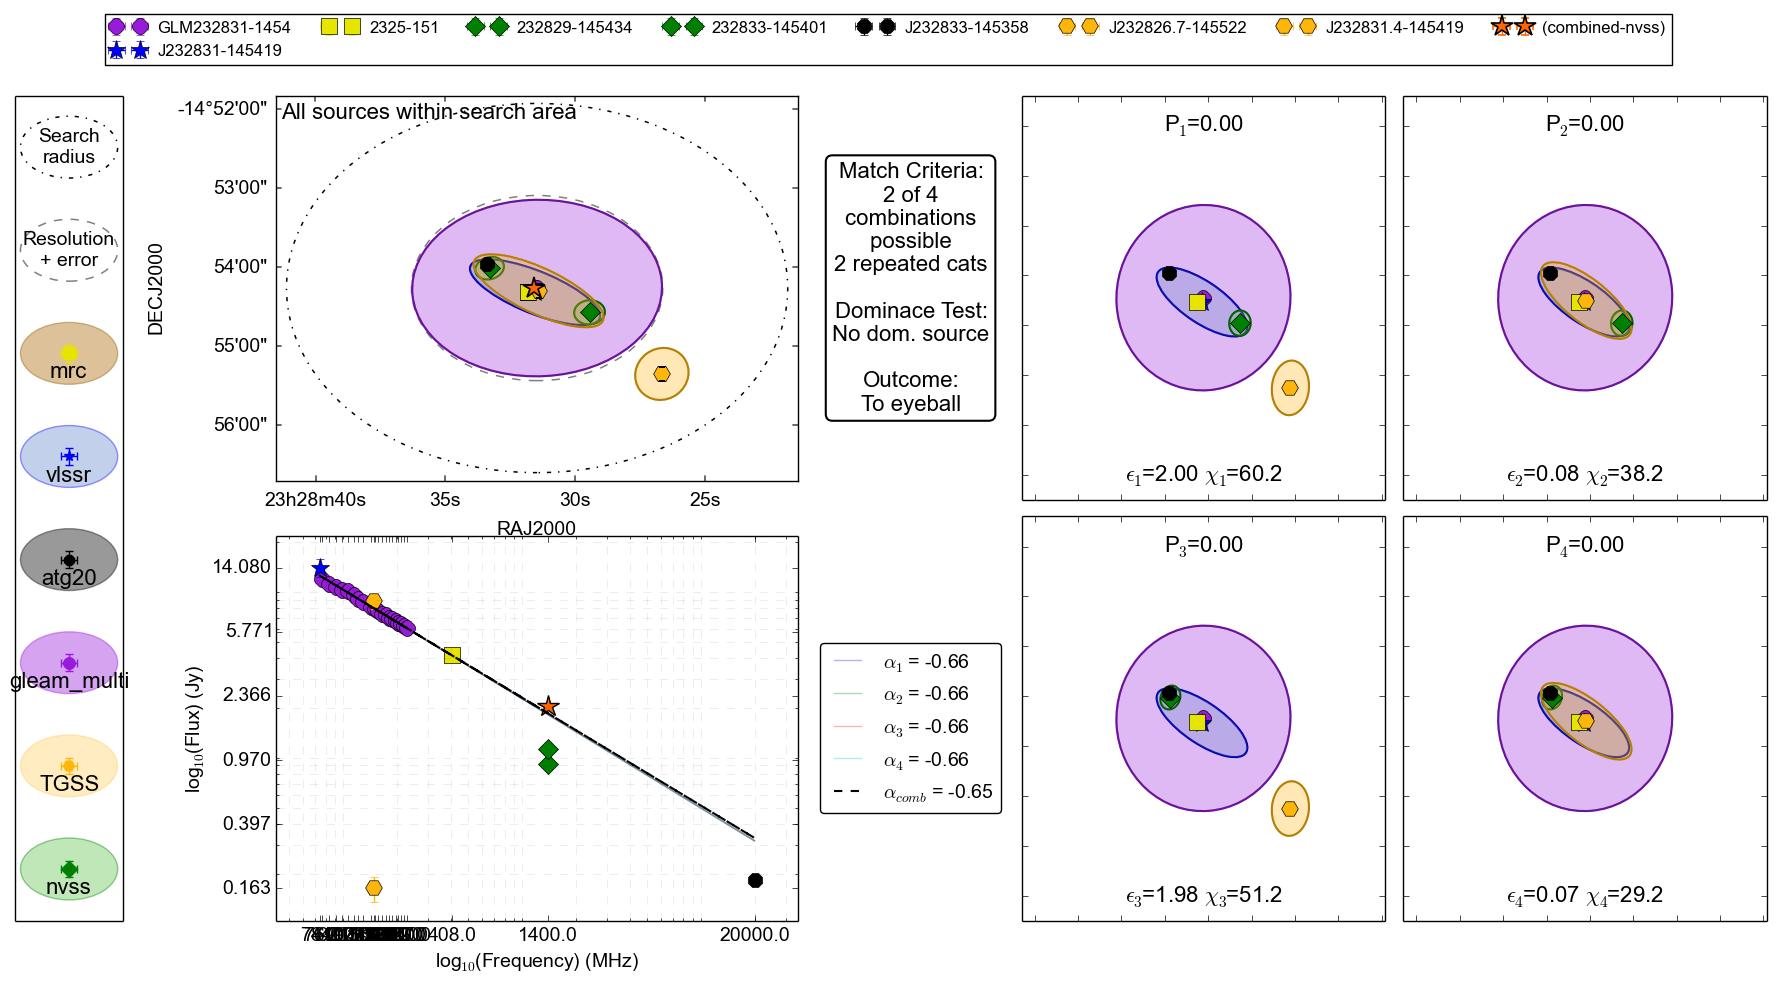 GLM232831-1454 2325-151 232829-145434 232833-145401 J232833-145358 J232826.7-145522 J232831.4-145419 (combined-nvss)
J232831-145419
Search
radius
Resolution
+ error
mrc
vlssr
atg20
gleam_multi
TGSS
nvss
All sources within search area
DECJ2000
-14°52'00"
53'00"
54'00"
55'00"
56'00"
23h28m40s 35s 30s 25s
RAJ2000
Match Criteria:
2 of 4
combinations
possible
2 repeated cats
Dominace Test:
No dom. source
Outcome:
To eyeball
P1=0.00
ϵ1=2.00 χ1=60.2
P2=0.00
ϵ2=0.08 χ2=38.2
log10(Flux) (Jy)
14.080
5.771
2.366
0.970
0.397
0.163
408.0 1400.0 20000.0
log10(Frequency) (MHz)
α1 = -0.66
α2 = -0.66
α3 = -0.66
α4 = -0.66
αcomb = -0.65
P3=0.00
ϵ3=1.98 χ3=51.2
P4=0.00
ϵ4=0.07 χ4=29.2